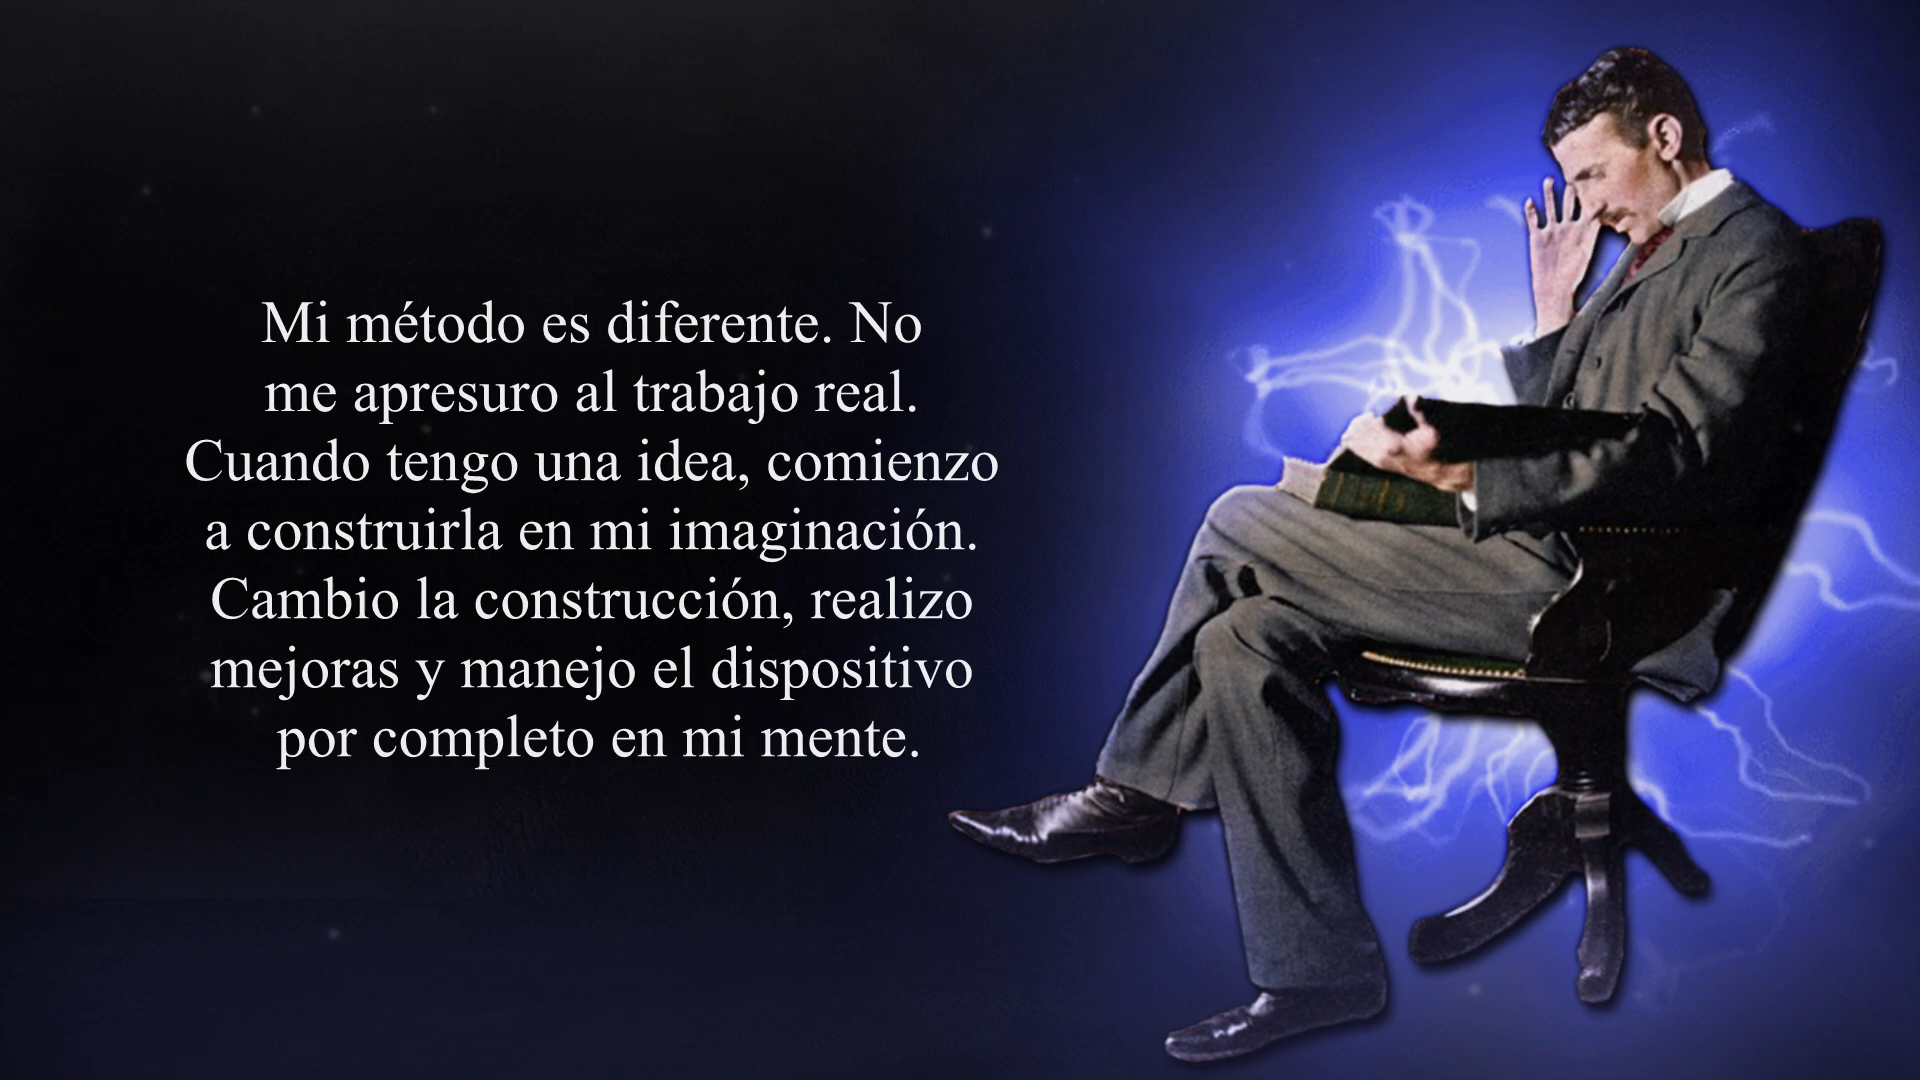 Mi método es diferente. No
me apresuro al trabajo real.
Cuando tengo una idea, comienzo
a construirla en mi imaginación.
Cambio la construcción, realizo
mejoras y manejo el dispositivo
por completo en mi mente.